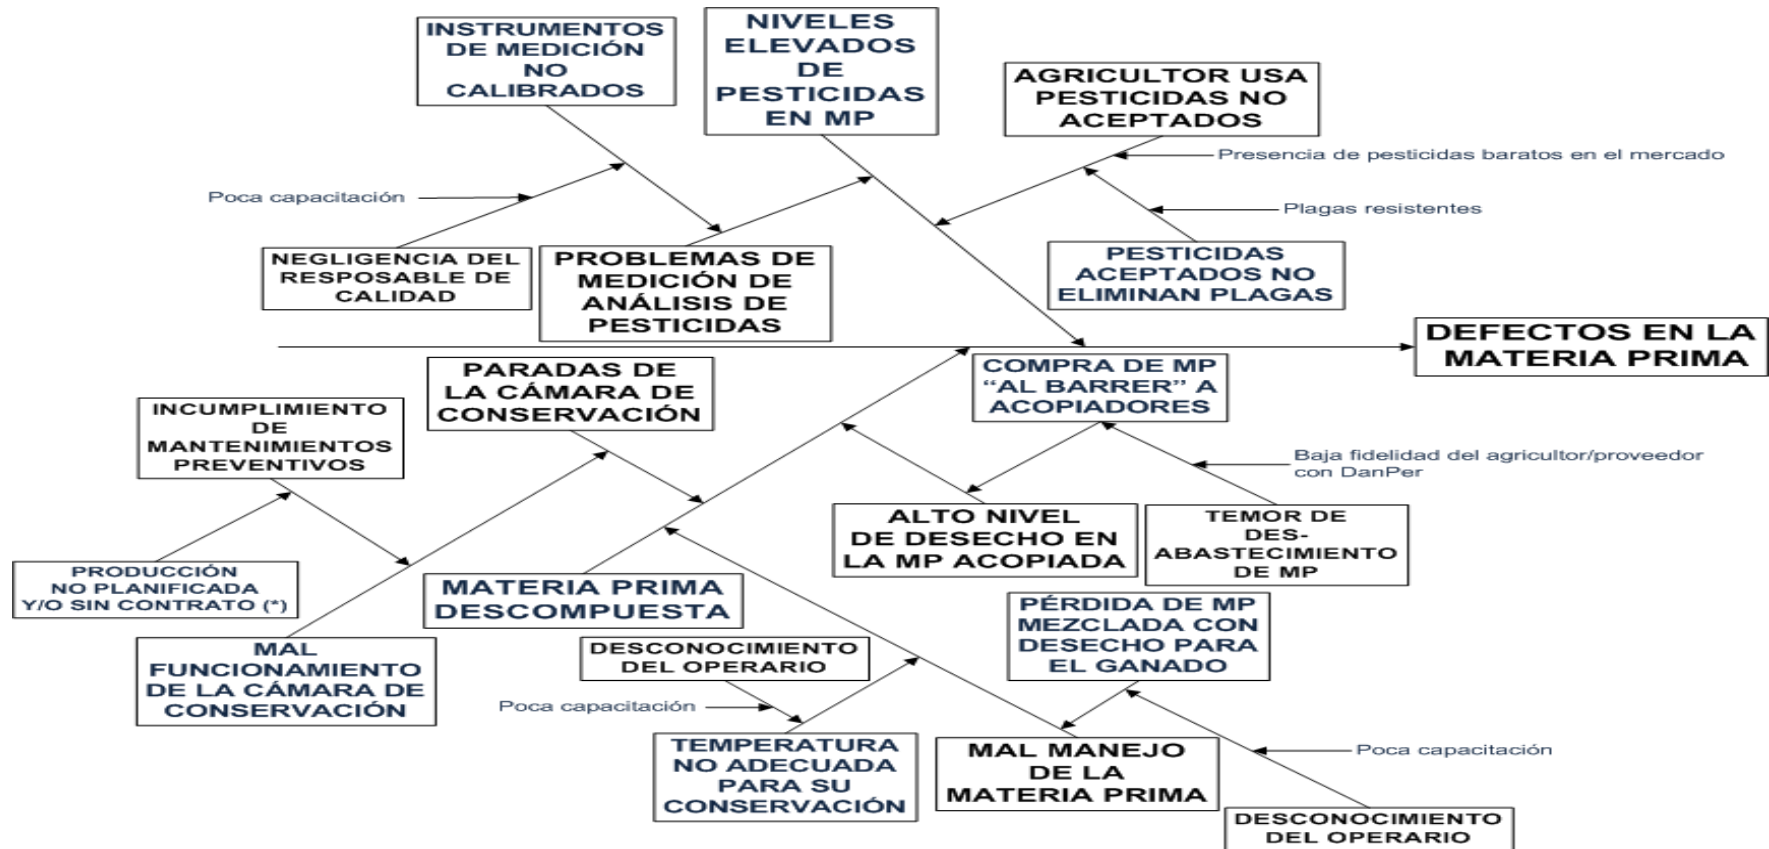 INSTRUMENTOS
DE MEDICIÓN
NO
CALIBRADOS
NIVELES
ELEVADOS
DE
PESTICIDAS
EN MP
AGRICULTOR USA
PESTICIDAS NO
ACEPTADOS
Presencia de pesticidas baratos en el mercado
Poca capacitación
Plagas resistentes
NEGLIGENCIA DEL
RESPOSABLE DE
CALIDAD
PROBLEMAS DE
MEDICIÓN DE
ANÁLISIS DE
PESTICIDAS
PESTICIDAS
ACEPTADOS NO
ELIMINAN PLAGAS
DEFECTOS EN LA
MATERIA PRIMA
PARADAS DE
LA CÁMARA DE
CONSERVACIÓN
COMPRA DE MP
“AL BARRER” A
ACOPIADORES
INCUMPLIMIENTO
DE
MANTENIMIENTOS
PREVENTIVOS
Baja fidelidad del agricultor/proveedor
con DanPer
ALTO NIVEL
DE DESECHO EN
LA MP ACOPIADA
TEMOR DE
DES-
ABASTECIMIENTO
DE MP
PRODUCCIÓN
NO PLANIFICADA
Y/O SIN CONTRATO (*)
MATERIA PRIMA
DESCOMPUESTA
PÉRDIDA DE MP
MEZCLADA CON
DESECHO PARA
EL GANADO
MAL
FUNCIONAMIENTO
DE LA CÁMARA DE
CONSERVACIÓN
DESCONOCIMIENTO
DEL OPERARIO
Poca capacitación
TEMPERATURA
NO ADECUADA
PARA SU
CONSERVACIÓN
MAL MANEJO
DE LA
MATERIA PRIMA
Poca capacitación
DESCONOCIMIENTO
DEL OPERARIO